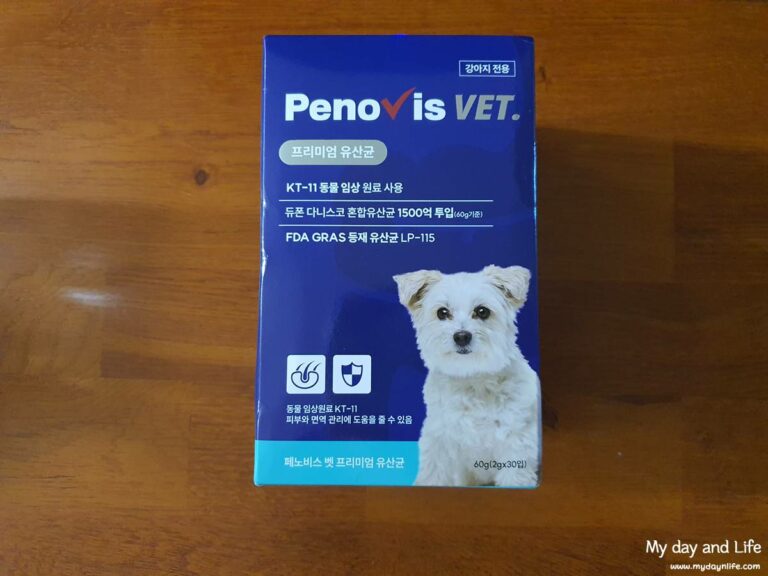 강아지 전용
Penovis VET.
프리미엄 유산균
KT-11 동물 임상 원료 사용
듀폰 다니스코 혼합유산균 1500억 투입(60g기준)
FDA GRAS 등재 유산균 LP-115
동물 임상원료 KT-11
피부와 면역 관리에 도움을 줄 수 있음
페노비스 벳 프리미엄 유산균
60g(2gx30입)
My day and Life
www.mydaynlife.com